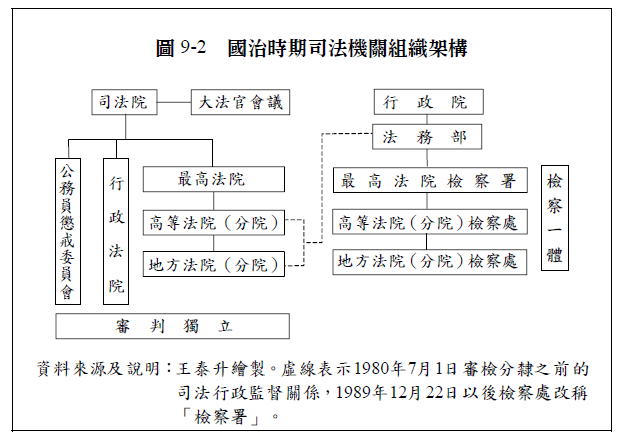 圖 9-2 國治時期司法機關組織架構
司法院
大法官會議
行政院
法務部
公務員懲戒委員會
行政法院
最高法院
高等法院（分院）
地方法院（分院）
最高法院檢察署
高等法院（分院）檢察處
地方法院（分院）檢察處
檢察一體
審判獨立
資料來源及說明：王泰升繪製。虛線表示1980年7月1日審檢分隸之前的
司法行政監督關係，1989年12月22日以後檢察處改稱
「檢察署」。